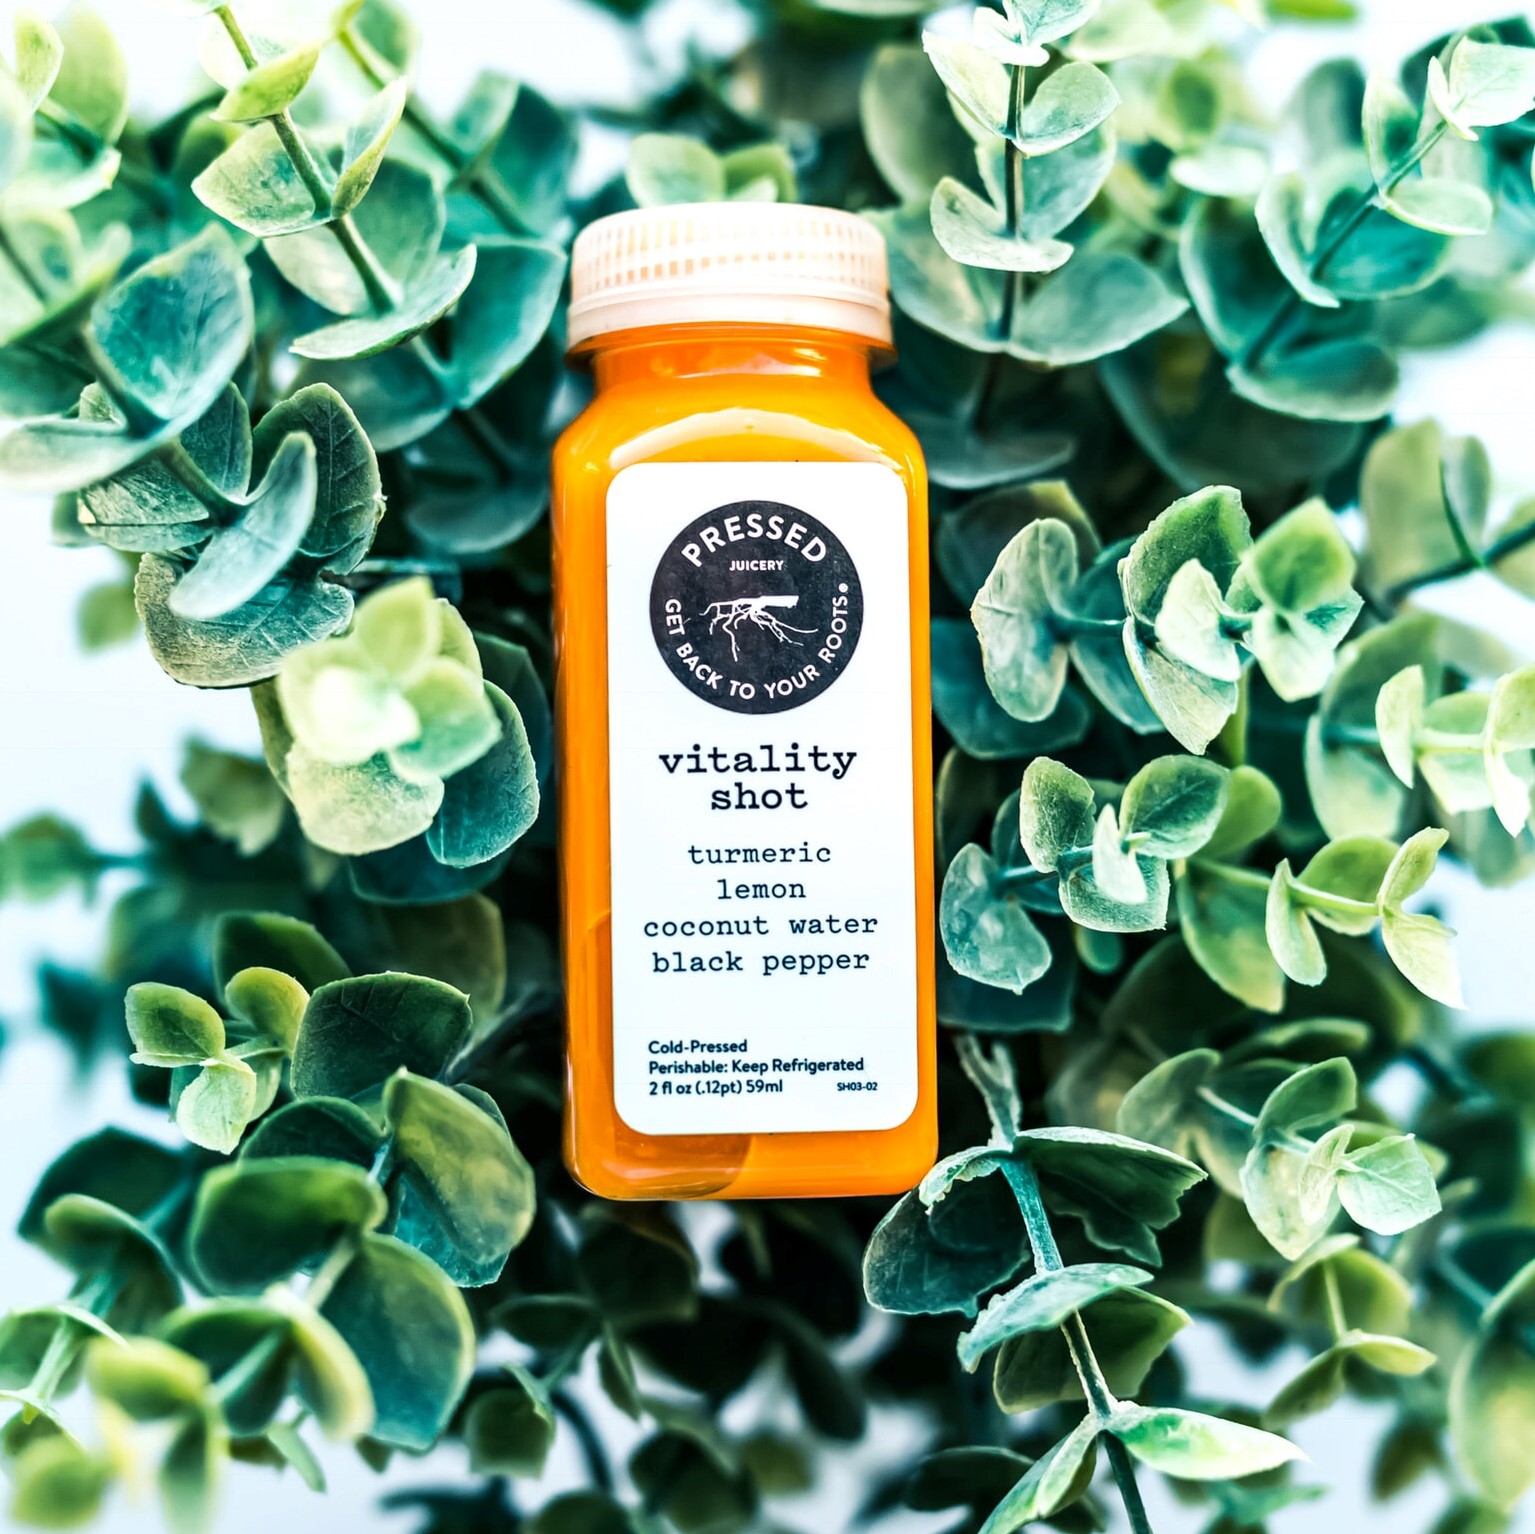 PRESSED
JUICERY
GET BACK TO YOUR ROOTS®
vitality
shot
turmeric
lemon
coconut water
black pepper
Cold-Pressed
Perishable: Keep Refrigerated
2 fl oz (.12pt) 59ml SH03-02